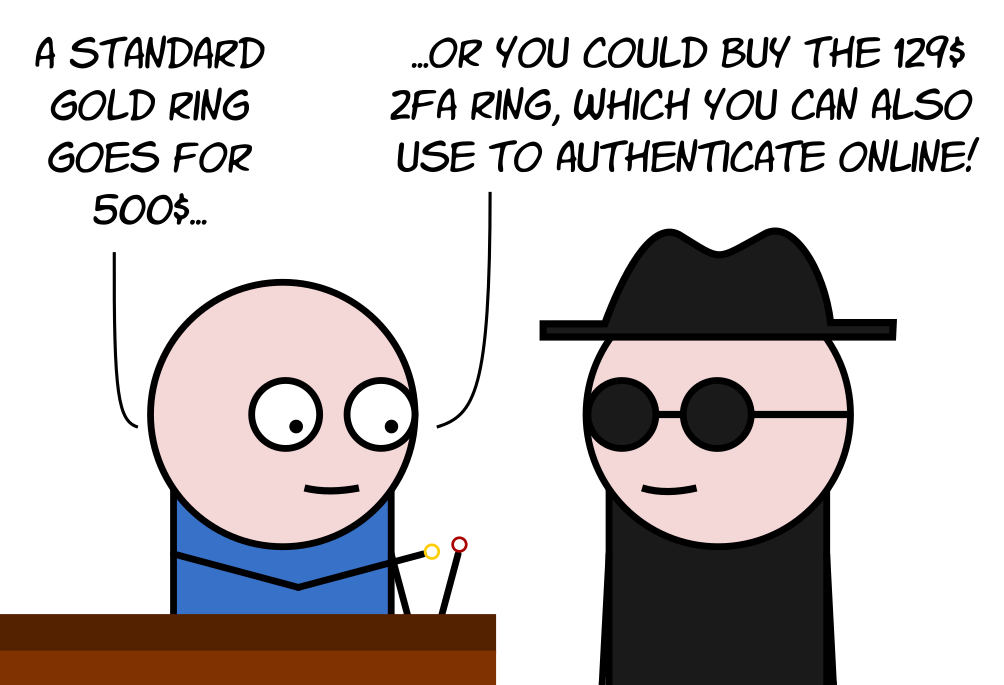 A STANDARD
GOLD RING
GOES FOR
500$...
...OR YOU COULD BUY THE 129$
2FA RING, WHICH YOU CAN ALSO
USE TO AUTHENTICATE ONLINE!